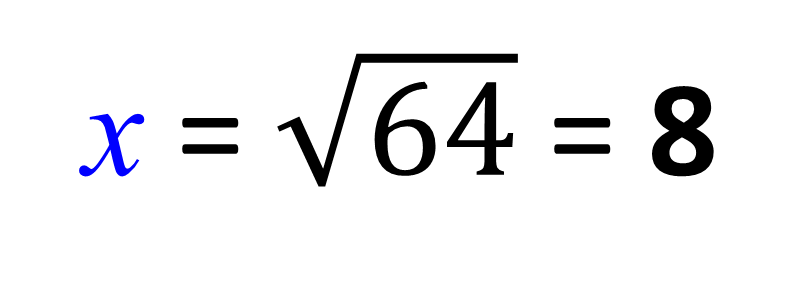 x = √64 = 8